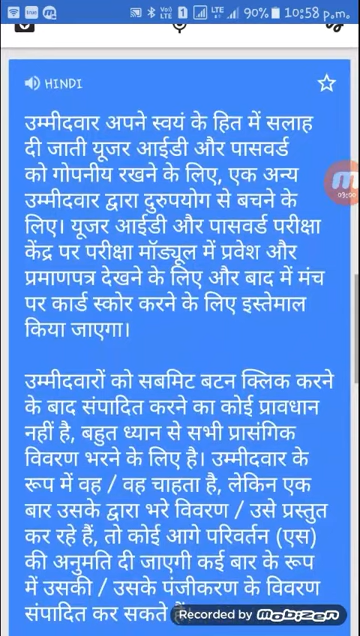 90% 10:58 p.m.
HINDI
उम्मीदवार अपने स्वयं के हित में सलाह
दी जाती यूजर आईडी और पासवर्ड
को गोपनीय रखने के लिए, एक अन्य
उम्मीदवार द्वारा दुरुपयोग से बचने के
लिए। यूजर आईडी और पासवर्ड परीक्षा
केंद्र पर परीक्षा मॉड्यूल में प्रवेश और
प्रमाणपत्र देखने के लिए और बाद में मंच
पर कार्ड स्कोर करने के लिए इस्तेमाल
किया जाएगा।
उम्मीदवारों को सबमिट बटन क्लिक करने
के बाद संपादित करने का कोई प्रावधान
नहीं है, बहुत ध्यान से सभी प्रासंगिक
विवरण भरने के लिए है। उम्मीदवार के
रूप में वह / वह चाहता है, लेकिन एक
बार उसके द्वारा भरे विवरण / उसे प्रस्तुत
कर रहे हैं, तो कोई आगे परिवर्तन (एस)
की अनुमति दी जाएगी कई बार के रूप
में उसकी / उसके पंजीकरण के विवरण
संपादित कर सकते
Recorded by mobizen